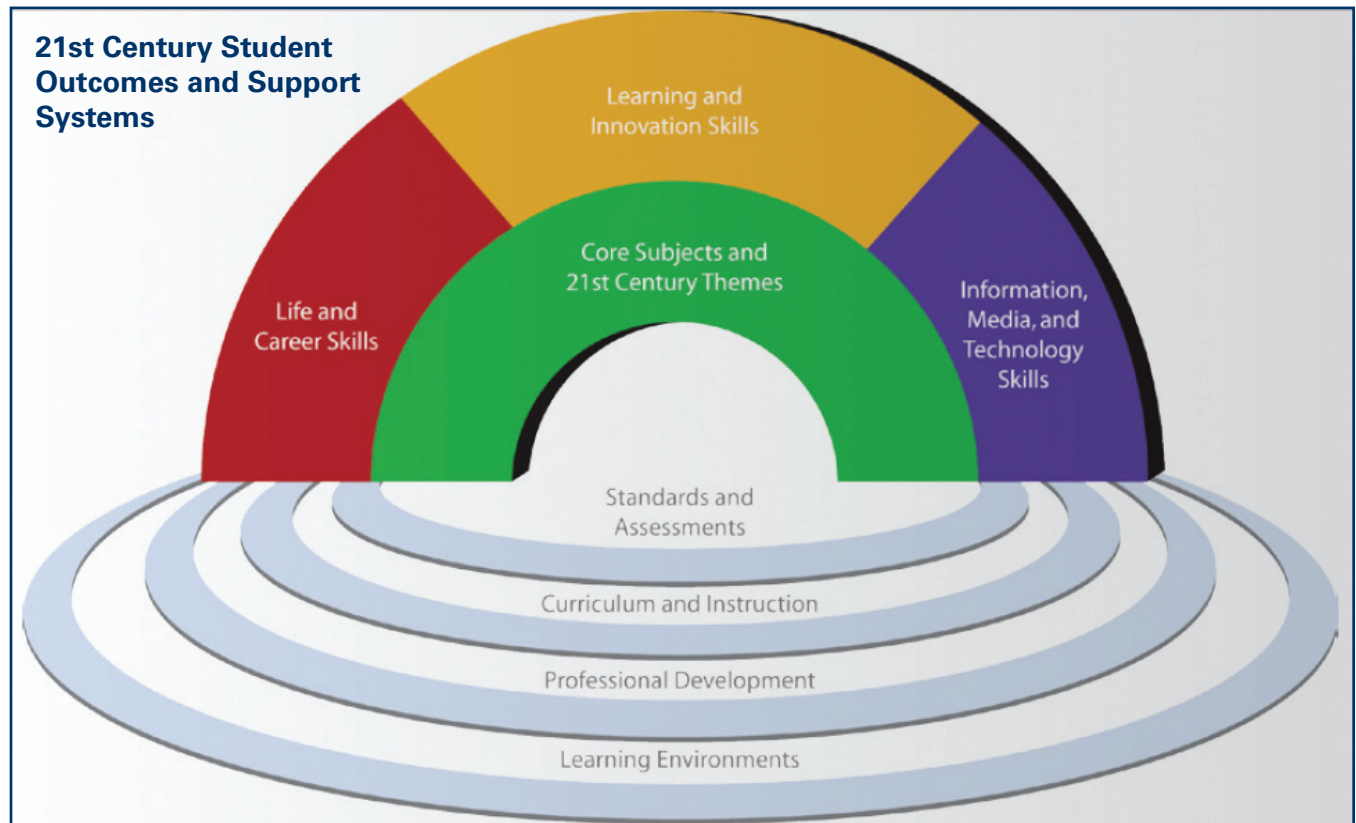 21st Century Student
Outcomes and Support
Systems
Learning and
Innovation Skills
Core Subjects and
21st Century Themes
Life and
Career Skills
Information,
Media, and
Technology
Skills
Standards and
Assessments
Curriculum and Instruction
Professional Development
Learning Environments